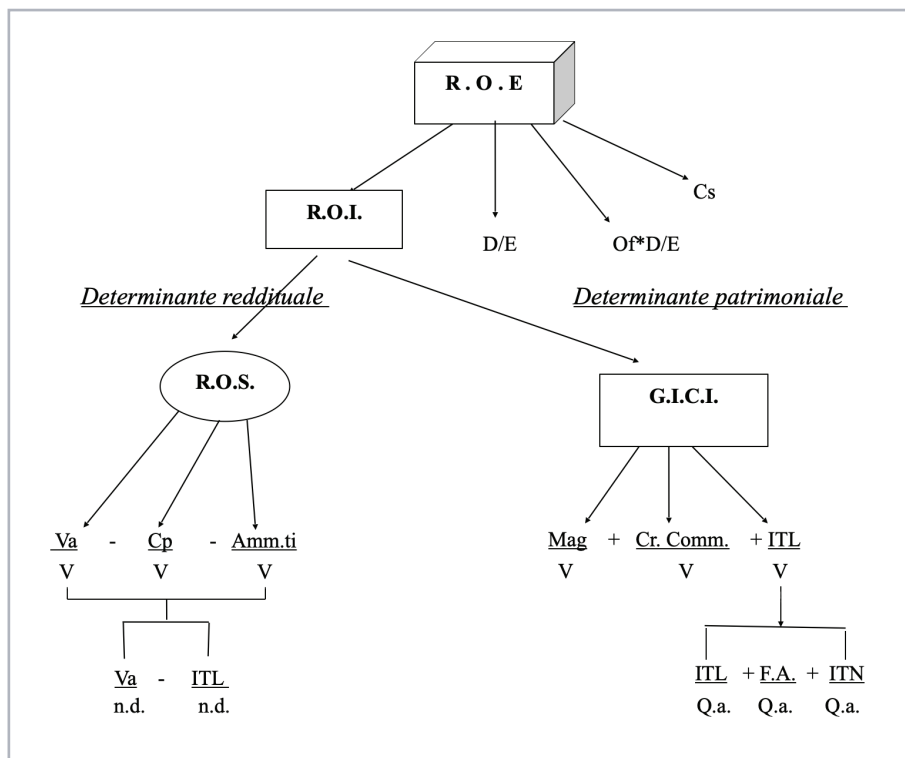 R . O . E
Cs
R.O.I.
D/E
Of*D/E
Determinante reddituale
Determinante patrimoniale
R.O.S.
G.I.C.I.
Va - Cp - Amm.ti
V V V
Mag + Cr. Comm. + ITL
V V V
Va - ITL
n.d. n.d.
ITL + F.A. + ITN
Q.a. Q.a. Q.a.